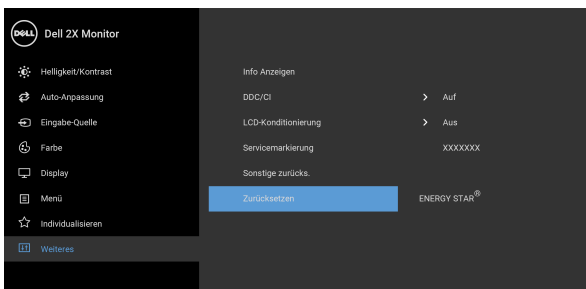 DELL Dell 2X Monitor
Helligkeit/Kontrast
Info Anzeigen
Auto-Anpassung
DDC/CI > Auf
Eingabe-Quelle
LCD-Konditionierung > Aus
Farbe
Servicemarkierung XXXXXXX
Display
Sonstige zurücks.
Menü
Zurücksetzen ENERGY STAR®
Individualisieren
Weiteres